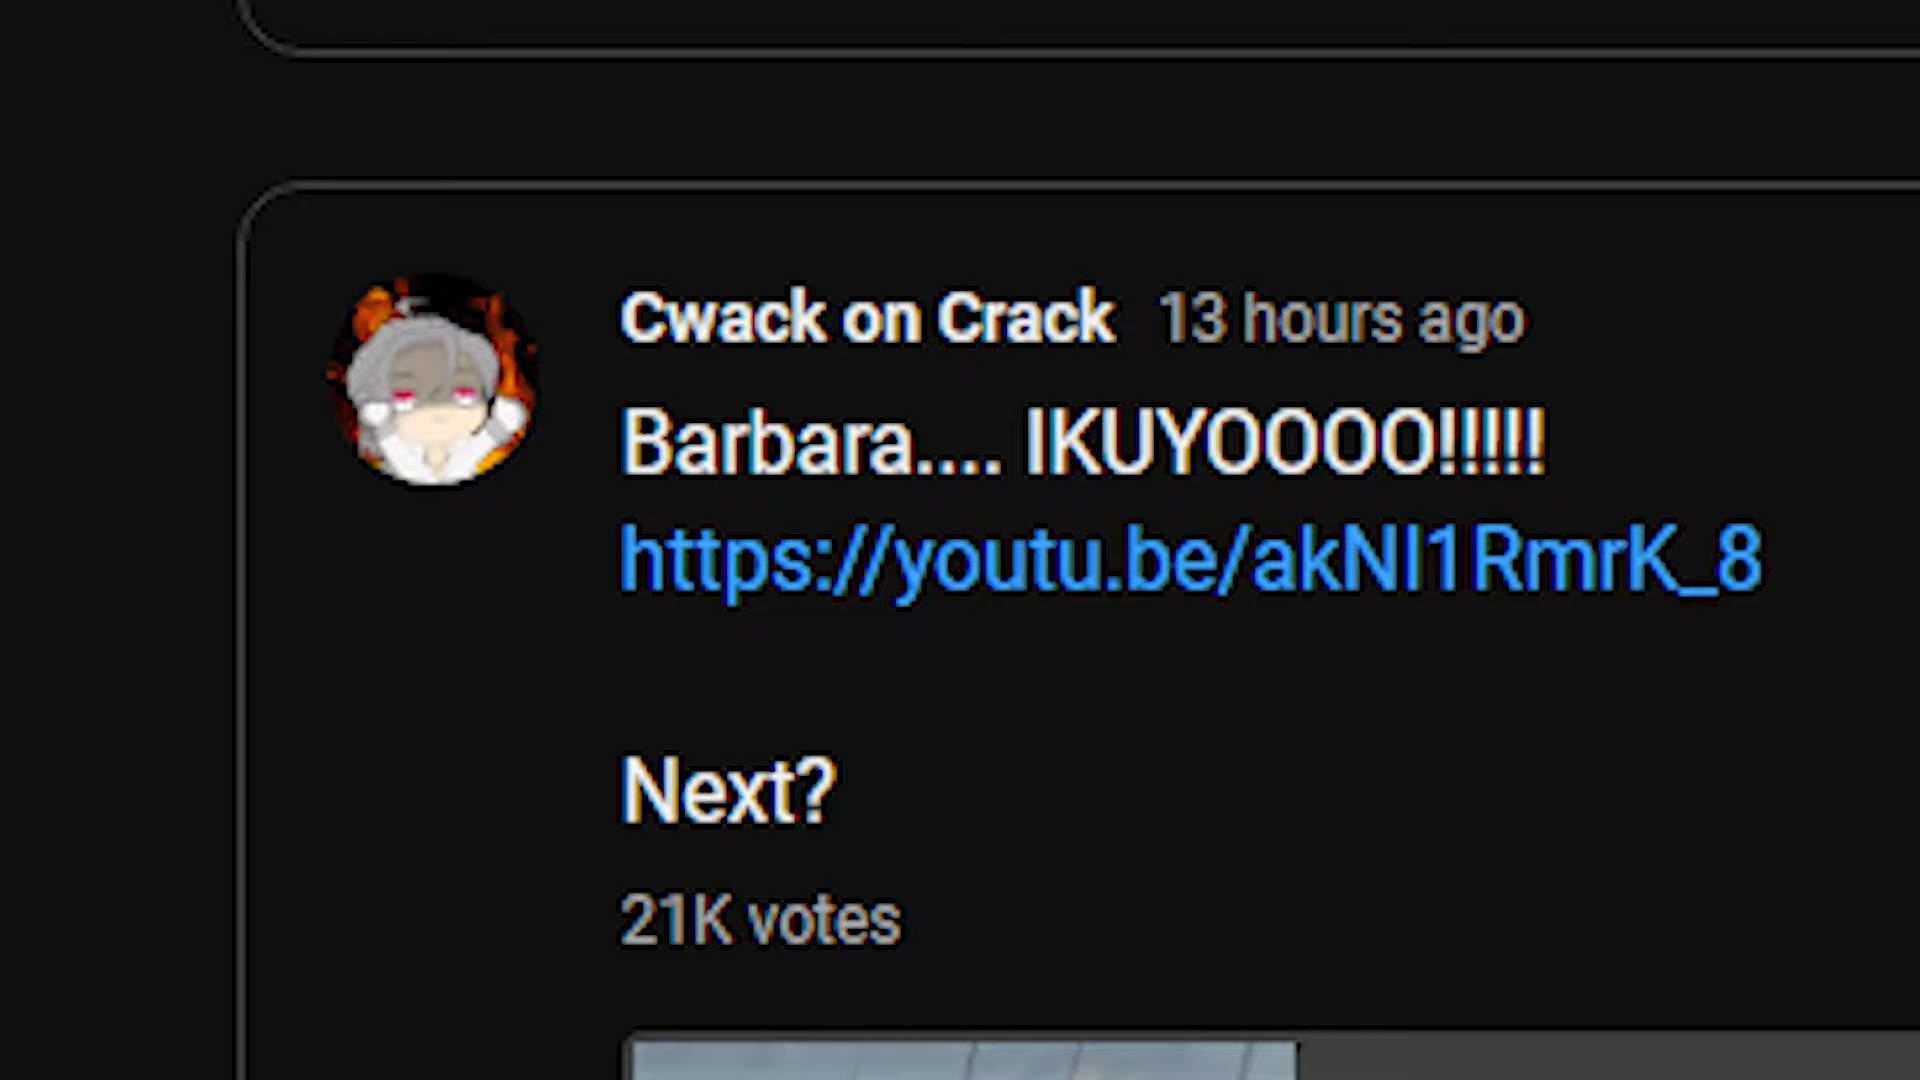 Cwack on Crack 13 hours ago
Barbara.... IKUYOOOO!!!!!
https://youtu.be/akNI1RmrK_8
Next?
21K votes